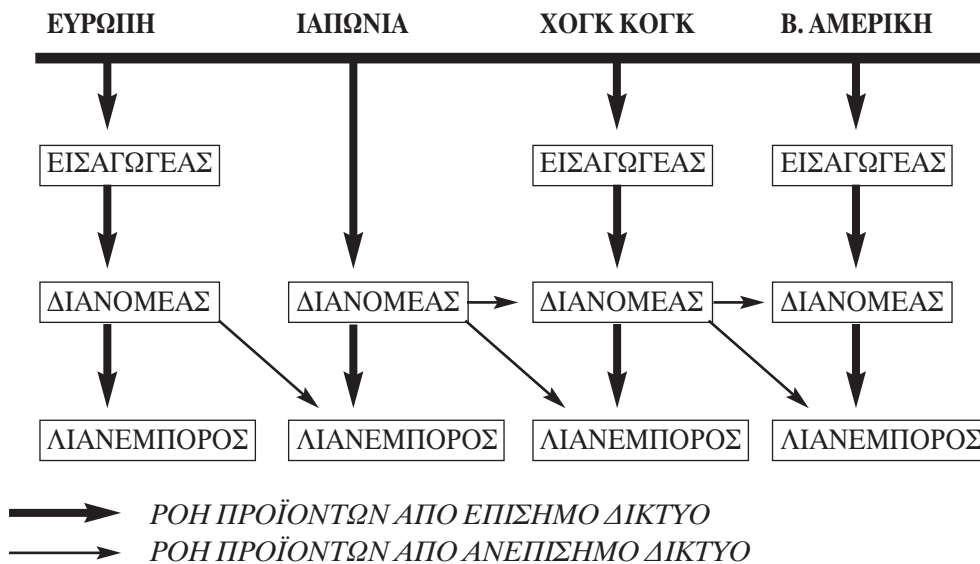 ΕΥΡΩΠΗ ΙΑΠΩΝΙΑ ΧΟΓΚ ΚΟΓΚ Β. ΑΜΕΡΙΚΗ
ΕΙΣΑΓΩΓΕΑΣ ΕΙΣΑΓΩΓΕΑΣ ΕΙΣΑΓΩΓΕΑΣ
ΔΙΑΝΟΜΕΑΣ ΔΙΑΝΟΜΕΑΣ ΔΙΑΝΟΜΕΑΣ ΔΙΑΝΟΜΕΑΣ
ΛΙΑΝΕΜΠΟΡΟΣ ΛΙΑΝΕΜΠΟΡΟΣ ΛΙΑΝΕΜΠΟΡΟΣ ΛΙΑΝΕΜΠΟΡΟΣ
ΡΟΗ ΠΡΟΪΟΝΤΩΝ ΑΠΟ ΕΠΙΣΗΜΟ ΔΙΚΤΥΟ
ΡΟΗ ΠΡΟΪΟΝΤΩΝ ΑΠΟ ΑΝΕΠΙΣΗΜΟ ΔΙΚΤΥΟ